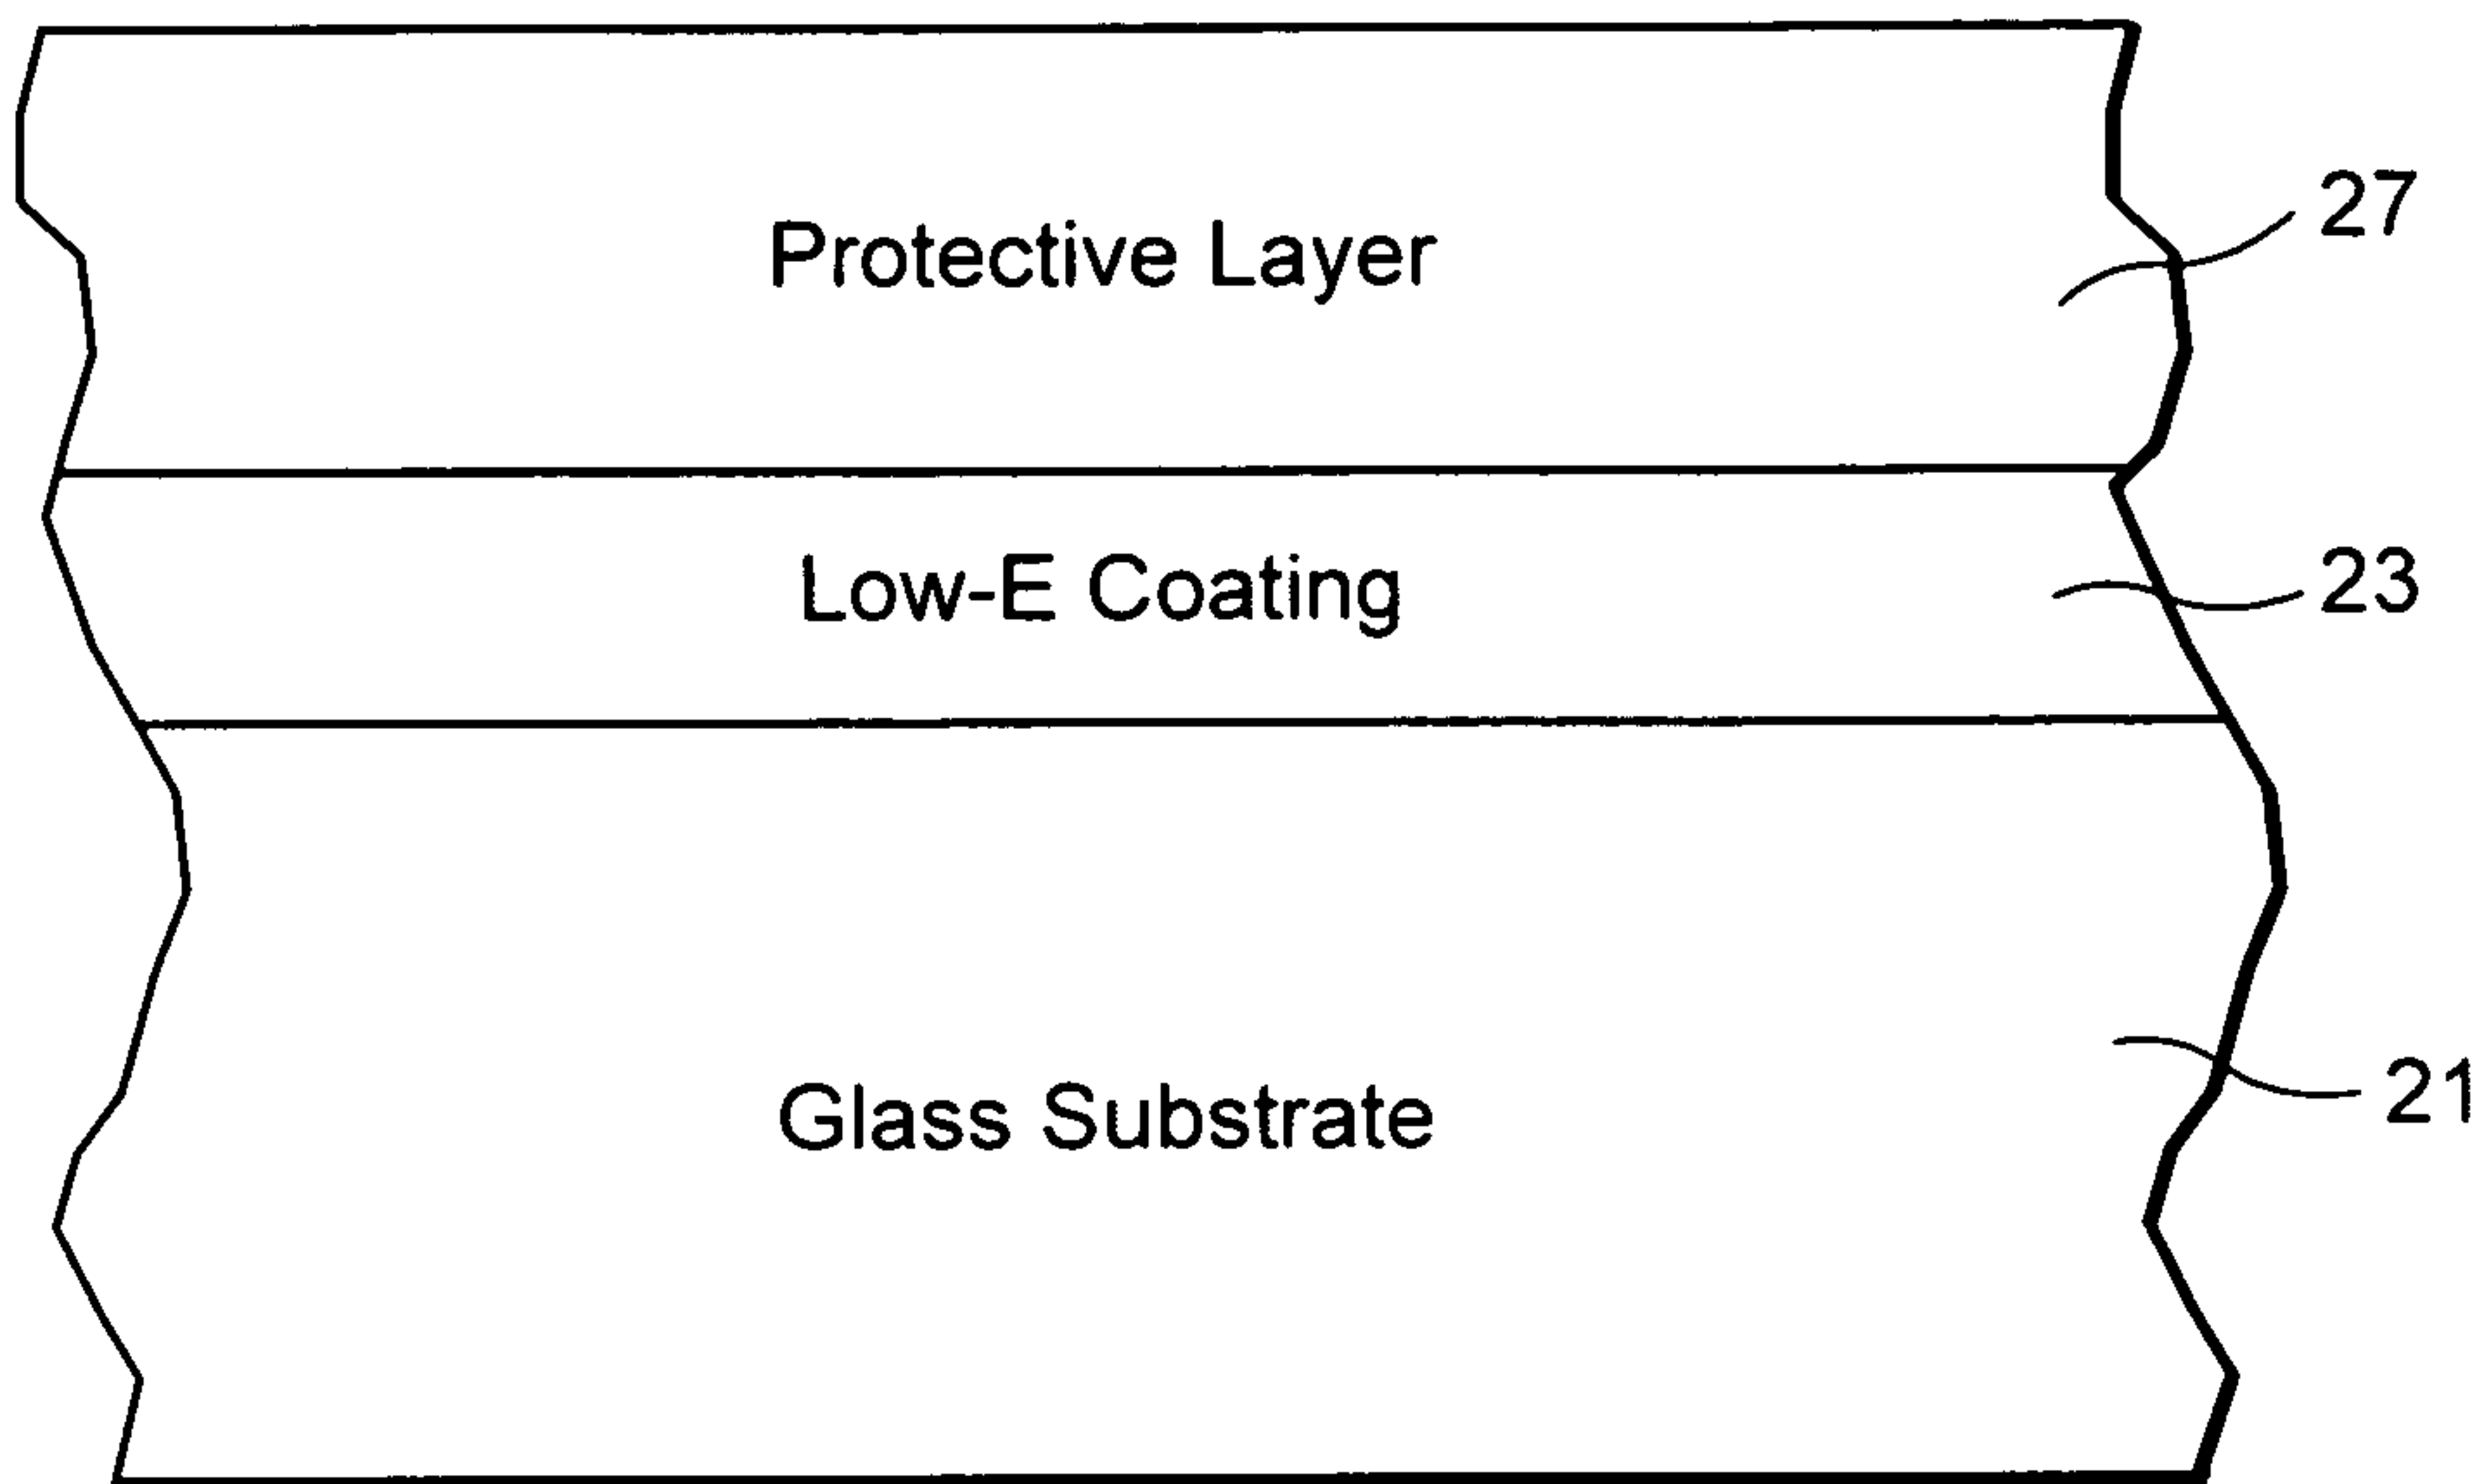 27
Protective Layer
Low-E Coating
23
Glass Substrate
21